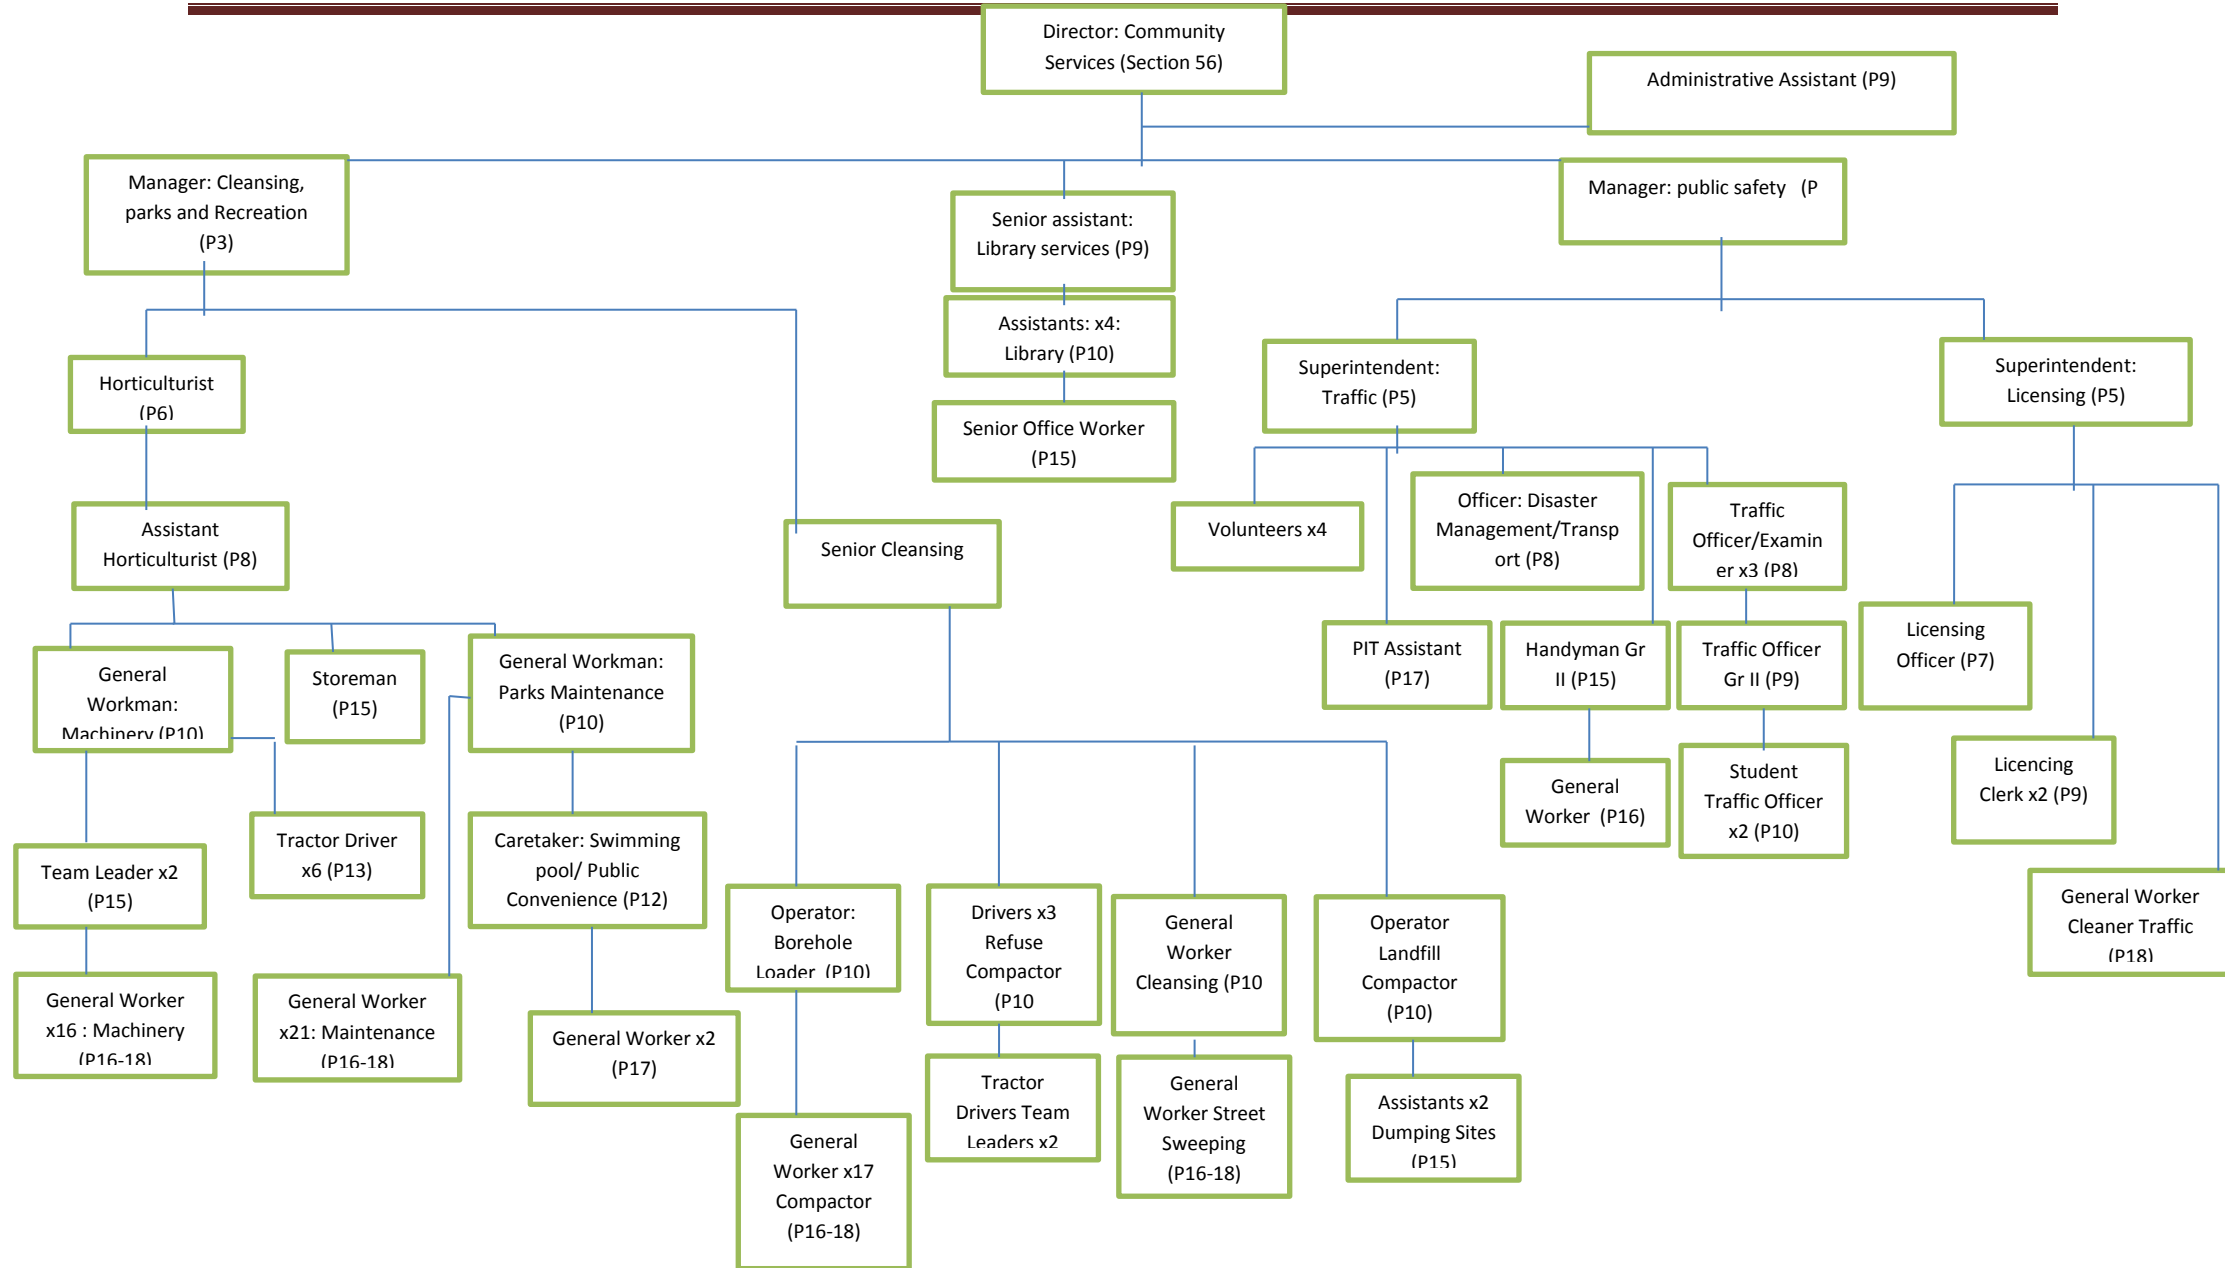 Director: Community
Services (Section 56)
Administrative Assistant (P9)
Manager: Cleansing,
parks and Recreation
(P3)
Senior assistant:
Library services (P9)
Manager: public safety (P
Assistants: x4:
Library (P10)
Senior Office Worker
(P15)
Horticulturist
(P6)
Superintendent:
Traffic (P5)
Superintendent:
Licensing (P5)
Assistant
Horticulturist (P8)
Senior Cleansing
Volunteers x4
Officer: Disaster
Management/Transp
ort (P8)
Traffic
Officer/Examin
er x3 (P8)
General
Workman:
Machinery (P10)
Storeman
(P15)
General Workman:
Parks Maintenance
(P10)
PIT Assistant
(P17)
Handyman Gr
II (P15)
Traffic Officer
Gr II (P9)
Licensing
Officer (P7)
General
Worker (P16)
Student
Traffic Officer
x2 (P10)
Licencing
Clerk x2 (P9)
Team Leader x2
(P15)
Tractor Driver
x6 (P13)
Caretaker: Swimming
pool/ Public
Convenience (P12)
Operator:
Borehole
Loader (P10)
Drivers x3
Refuse
Compactor
(P10
General
Worker
Cleansing (P10
Operator
Landfill
Compactor
(P10)
General Worker
Cleaner Traffic
(P18)
General Worker
x16 : Machinery
(P16-18)
General Worker
x21: Maintenance
(P16-18)
General Worker x2
(P17)
General
Worker x17
Compactor
(P16-18)
Tractor
Drivers Team
Leaders x2
General
Worker Street
Sweeping
(P16-18)
Assistants x2
Dumping Sites
(P15)